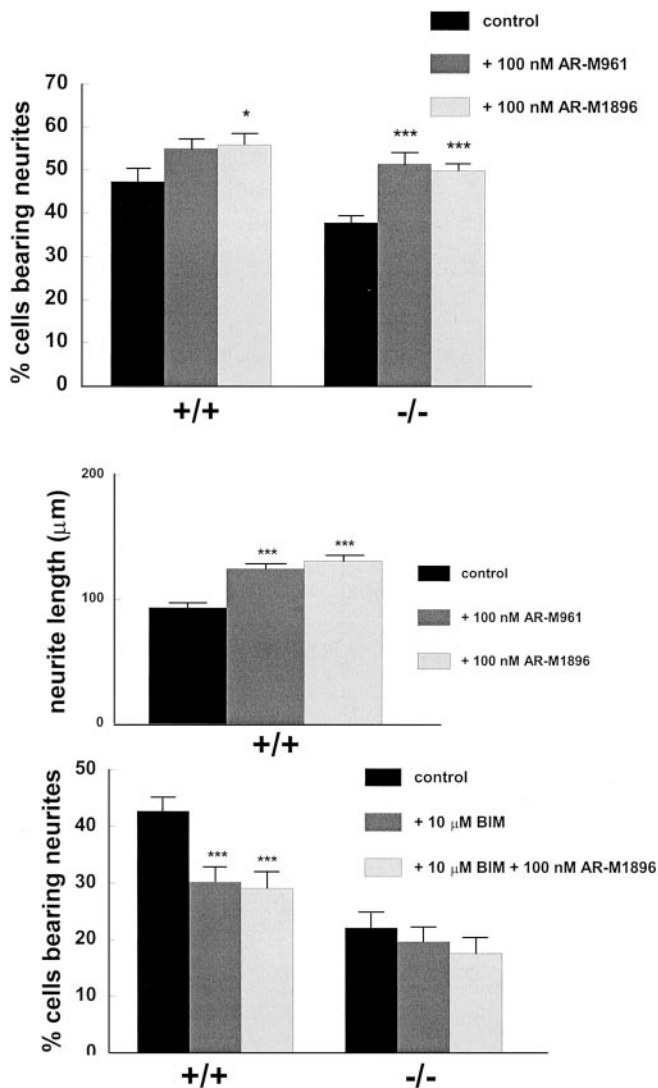 control
+ 100 nM AR-M961
+ 100 nM AR-M1896
% cells bearing neurites
70
60
50
40
30
20
10
0
*
***
***
+/+
-/-
neurite length (μm)
200
100
0
***
***
control
+ 100 nM AR-M961
+ 100 nM AR-M1896
+/+
% cells bearing neurites
50
40
30
20
10
0
***
***
control
+ 10 μM BIM
+ 10 μM BIM + 100 nM AR-M1896
+/+
-/-